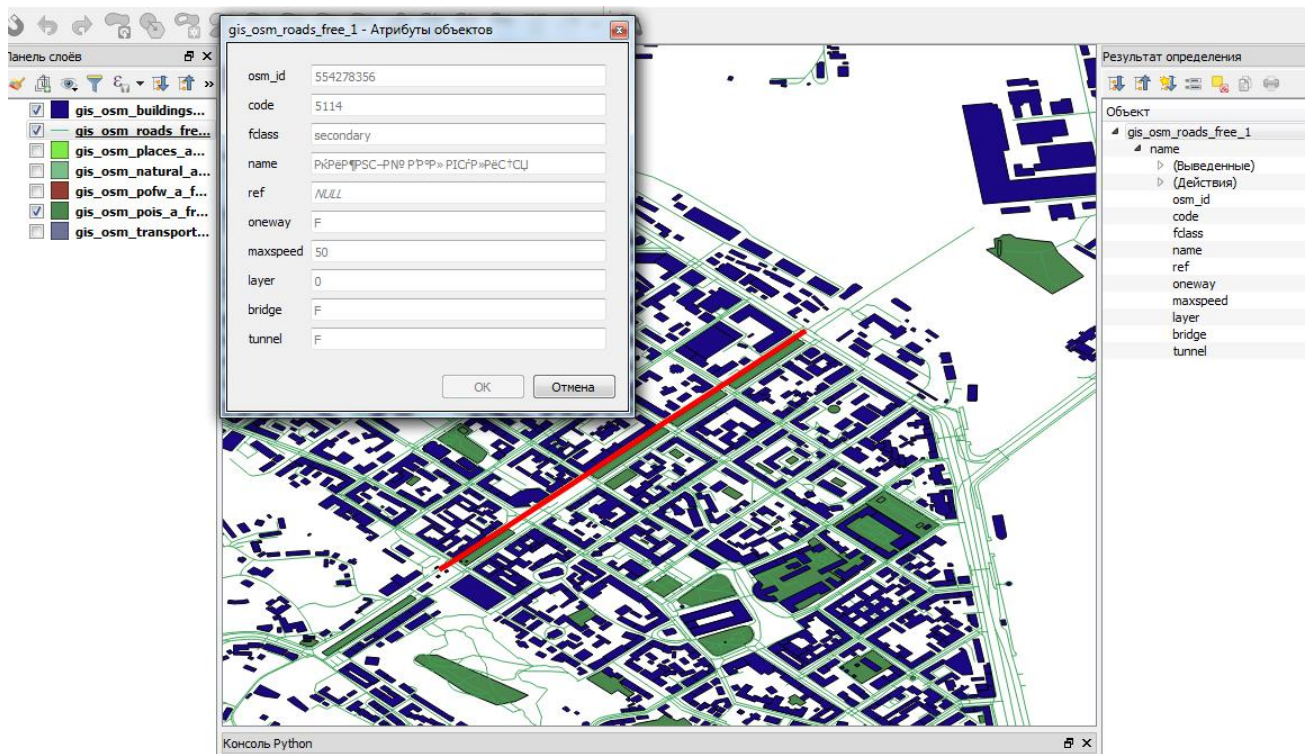 gis_osm_roads_free_1 - Атрибуты объектов
osm_id 554278356
code 5114
fclass secondary
name
ref NULL
oneway F
maxspeed 50
layer 0
bridge F
tunnel F
OK Отмена
Панель слоёв
gis_osm_buildings...
gis_osm_roads_fre...
gis_osm_places_a...
gis_osm_natural_a...
gis_osm_pofw_a_f...
gis_osm_pois_a_fr...
gis_osm_transport...
Результат определения
Объект
gis_osm_roads_free_1
name
(Выведенные)
(Действия)
osm_id
code
fclass
name
ref
oneway
maxspeed
layer
bridge
tunnel
Консоль Python